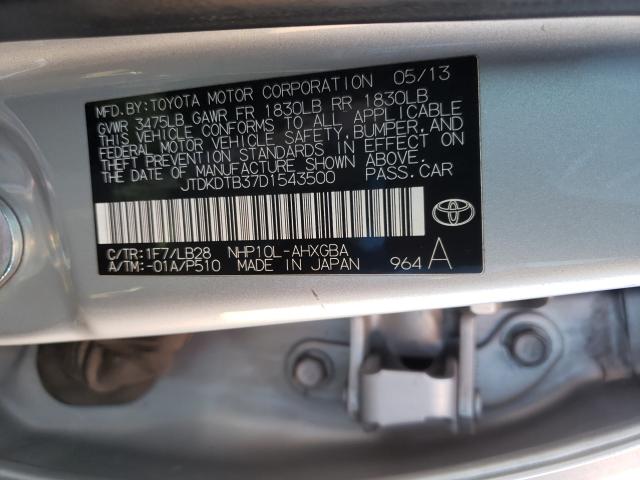 MFD. BY: TOYOTA MOTOR CORPORATION 05/13
GVWR 3475LB GAWR FR 1830LB RR 1830LB
THIS VEHICLE CONFORMS TO ALL APPLICABLE
FEDERAL MOTOR VEHICLE SAFETY, BUMPER, AND
THEFT PREVENTION STANDARDS IN EFFECT ON
THE DATE OF MANUFACTURE SHOWN ABOVE.
JTDKDTB37D1543500 PASS.CAR
C/TR:1F7/LB28 NHP10L-AHXGBA
A/TM:-01A/P510 MADE IN JAPAN 964 A